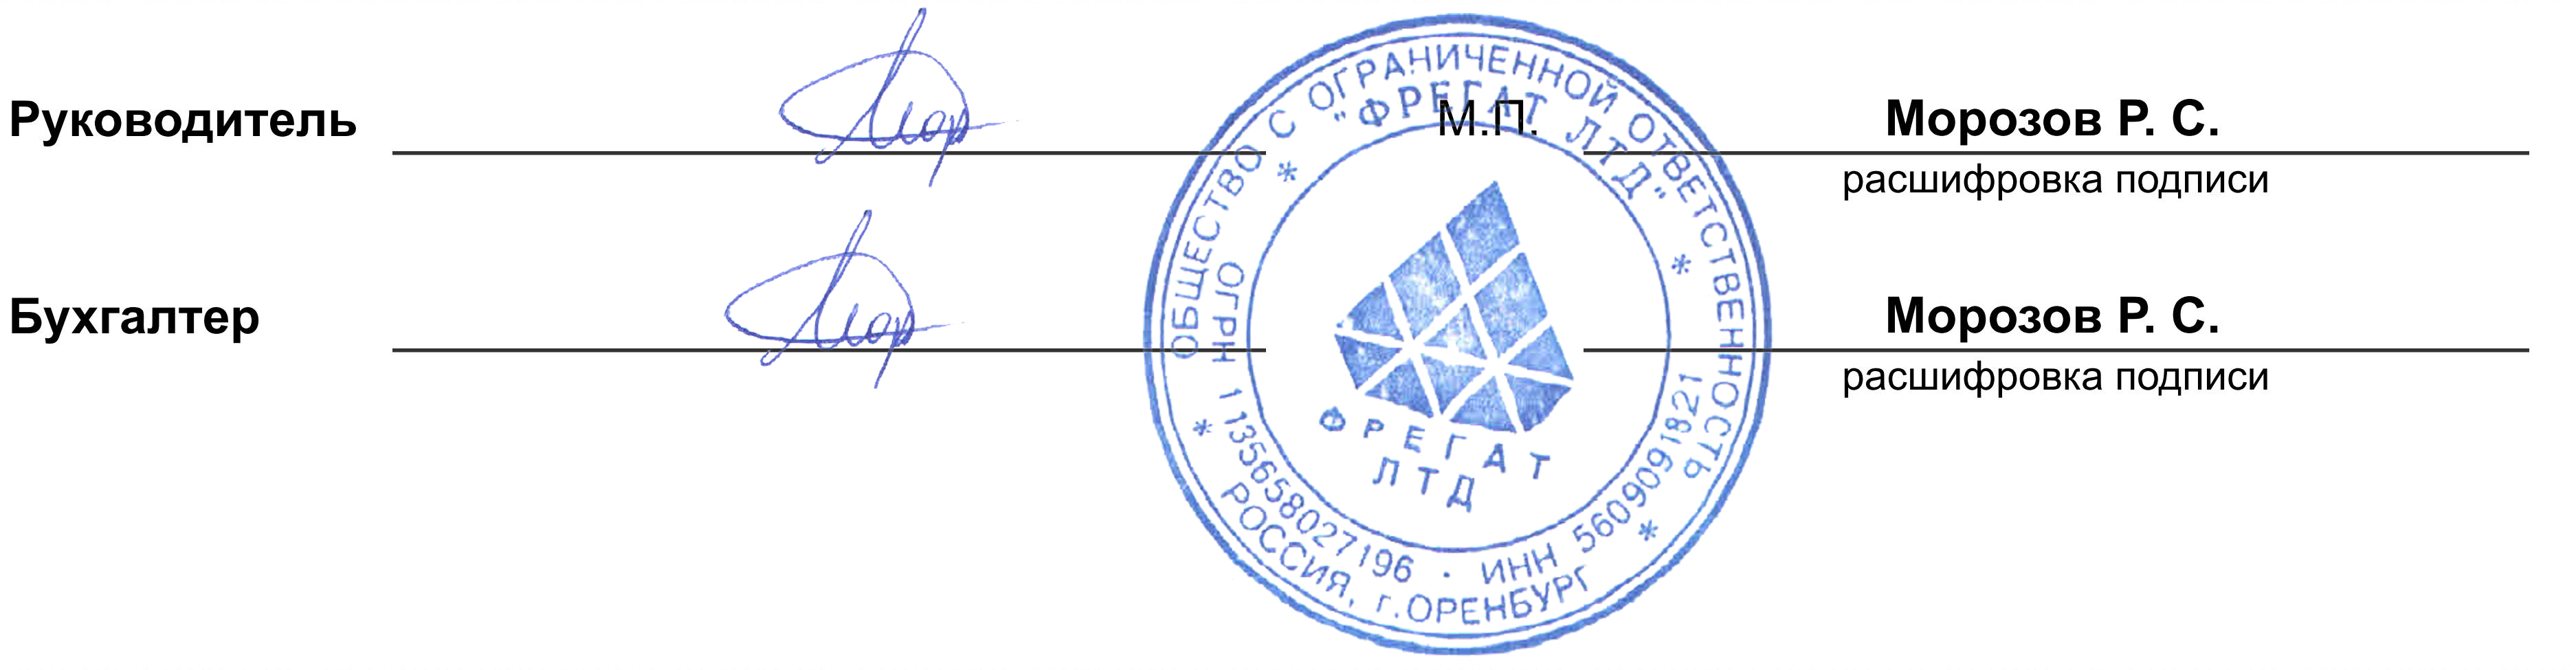 Руководитель М.П. Морозов Р. С.
расшифровка подписи
Бухгалтер Морозов Р. С.
расшифровка подписи
ОБЩЕСТВО С ОГРАНИЧЕННОЙ ОТВЕТСТВЕННОСТЬЮ
"ФРЕГАТ ЛТД"
ОГРН 1135658027196 · ИНН 5609091821
РОССИЯ, г.ОРЕНБУРГ
ФРЕГАТ
ЛТД